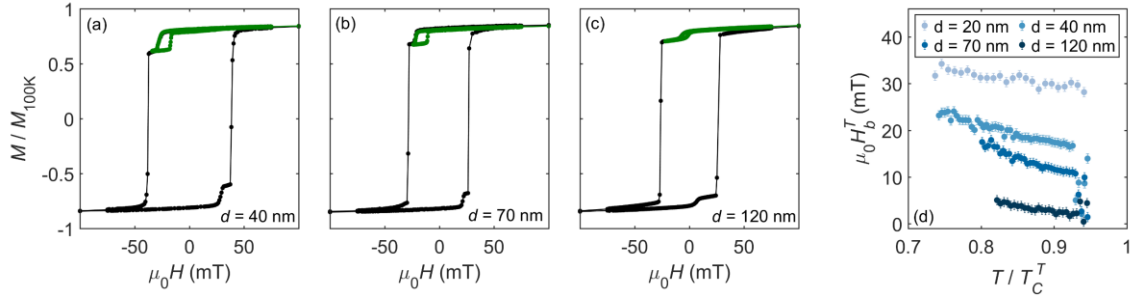 (a)
M / M100K
1
0.5
0
-0.5
-1
-50 0 50
μ0H (mT)
d = 40 nm
(b)
-50 0 50
μ0H (mT)
d = 70 nm
(c)
-50 0 50
μ0H (mT)
d = 120 nm
d = 20 nm d = 40 nm
d = 70 nm d = 120 nm
μ0HbT (mT)
40
30
20
10
0
(d)
0.7 0.8 0.9 1
T / TCT